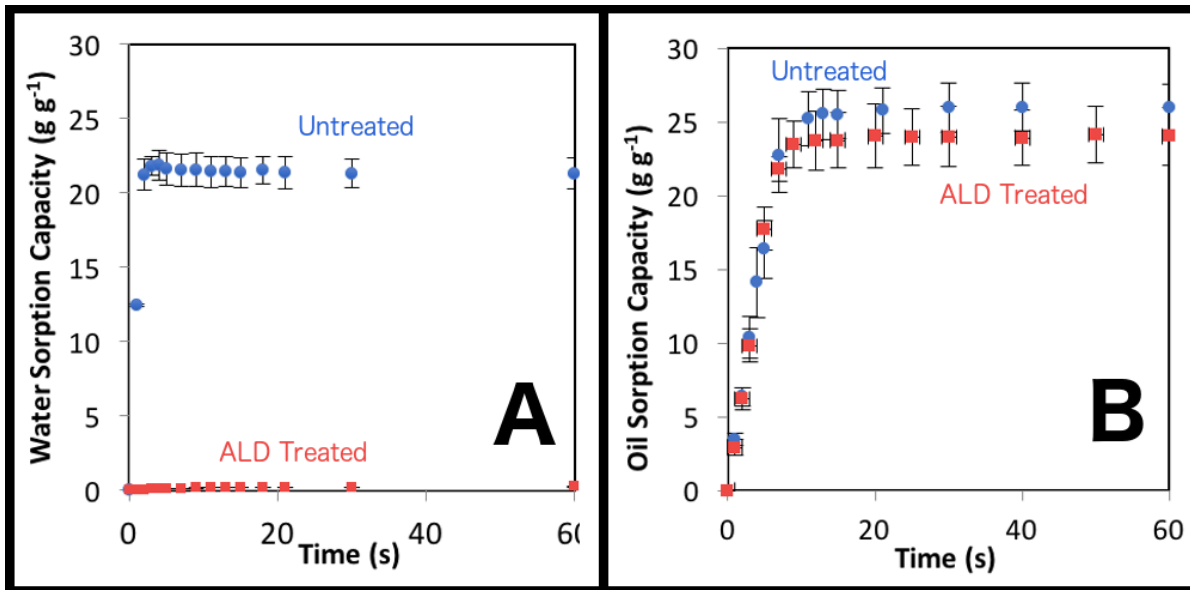 Water Sorption Capacity (g g⁻¹)
30
25
20
15
10
5
0
Untreated
ALD Treated
A
0
20
40
60
Time (s)
Oil Sorption Capacity (g g⁻¹)
30
25
20
15
10
5
0
Untreated
ALD Treated
B
0
20
40
60
Time (s)